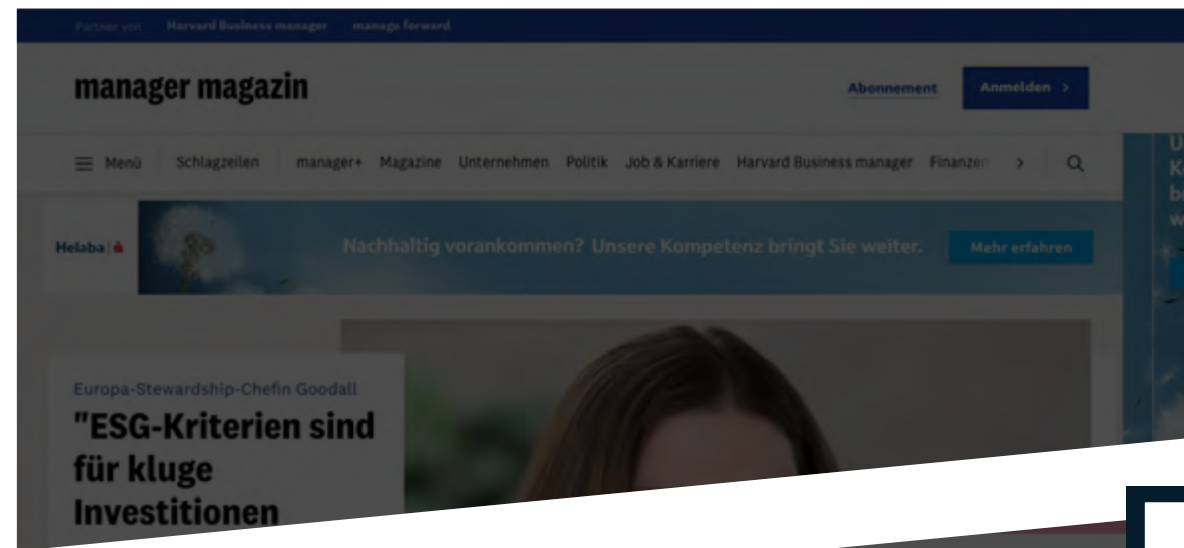 Partner von Harvard Business manager manage forward
manager magazin
Abonnement Anmelden >
Menü Schlagzeilen manager+ Magazine Unternehmen Politik Job & Karriere Harvard Business manager Finanzen >
Helaba
Nachhaltig vorankommen? Unsere Kompetenz bringt Sie weiter. Mehr erfahren
Europa-Stewardship-Chefin Goodall
"ESG-Kriterien sind
für kluge
Investitionen